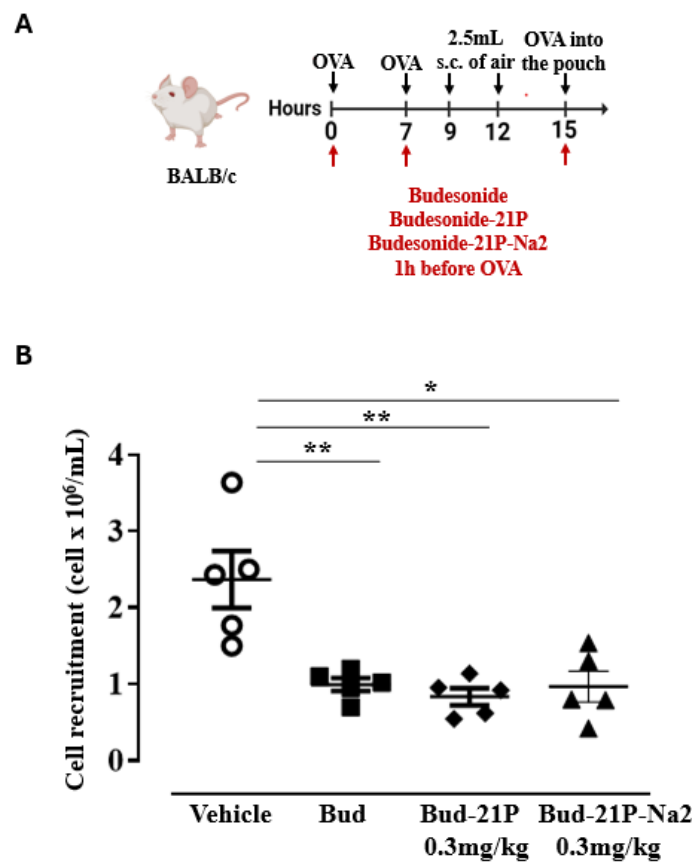 A
2.5mL OVA into
OVA OVA s.c. of air the pouch
Hours
0 7 9 12 15
BALB/c
Budesonide
Budesonide-21P
Budesonide-21P-Na2
1h before OVA
B
*
**
**
Cell recruitment (cell x 10⁶/mL)
4
3
2
1
0
Vehicle Bud Bud-21P Bud-21P-Na2
0.3mg/kg 0.3mg/kg